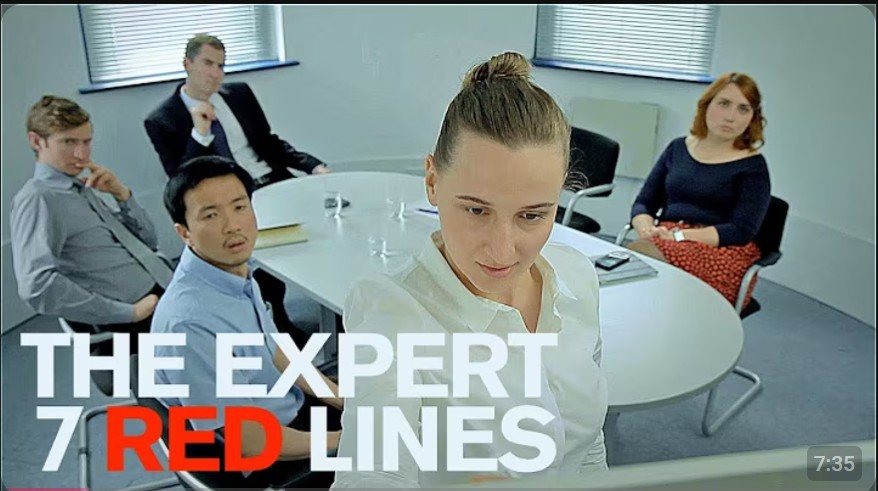 THE EXPERT
7 RED LINES
7:35